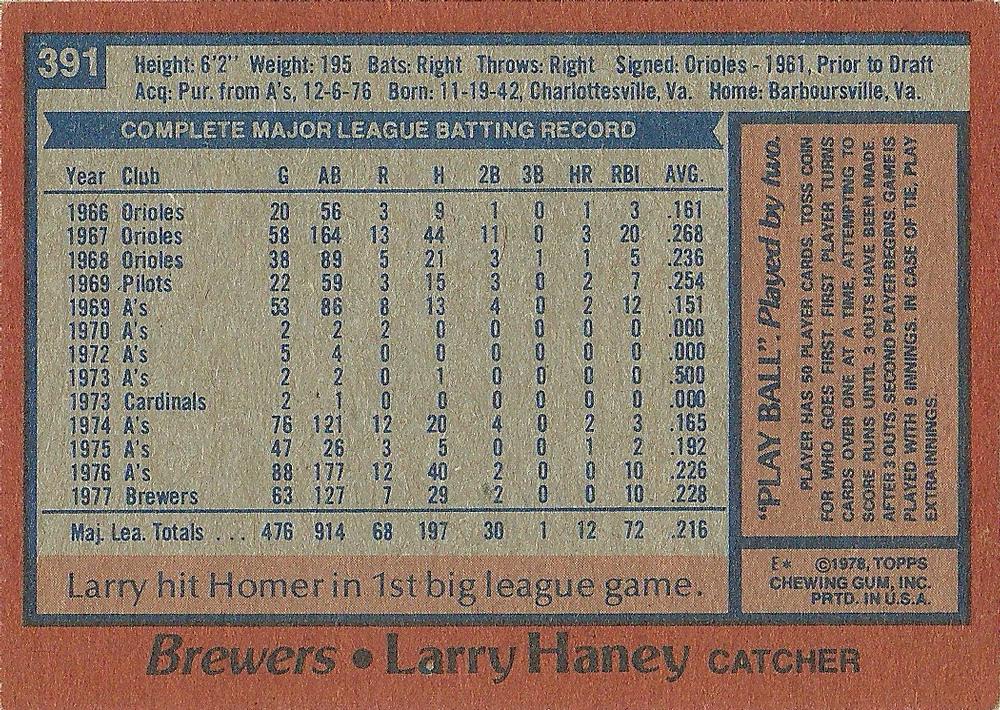 391
Height: 6'2" Weight: 195 Bats: Right Throws: Right Signed: Orioles - 1961, Prior to Draft
Acq: Pur. from A's, 12-6-76 Born: 11-19-42, Charlottesville, Va. Home: Barboursville, Va.
COMPLETE MAJOR LEAGUE BATTING RECORD
Year Club G AB R H 2B 3B HR RBI AVG.
1966 Orioles 20 56 3 9 1 0 1 3 .161
1967 Orioles 58 164 13 44 11 0 3 20 .268
1968 Orioles 38 89 5 21 3 1 1 5 .236
1969 Pilots 22 59 3 15 3 0 2 7 .254
1969 A's 53 86 8 13 4 0 2 12 .151
1970 A's 2 2 2 0 0 0 0 0 .000
1972 A's 5 4 0 0 0 0 0 0 .000
1973 A's 2 2 0 1 0 0 0 0 .500
1973 Cardinals 2 1 0 0 0 0 0 0 .000
1974 A's 76 121 12 20 4 0 2 3 .165
1975 A's 47 26 3 5 0 0 1 2 .192
1976 A's 88 177 12 40 2 0 0 10 .226
1977 Brewers 63 127 7 29 2 0 0 10 .228
Maj. Lea. Totals . . . 476 914 68 197 30 1 12 72 .216
Larry hit Homer in 1st big league game.
"PLAY BALL". Played by two.
PLAYER HAS 50 PLAYER CARDS. TOSS COIN
FOR WHO GOES FIRST. FIRST PLAYER TURNS
CARDS OVER ONE AT A TIME, ATTEMPTING TO
SCORE RUNS UNTIL 3 OUTS HAVE BEEN MADE.
AFTER 3 OUTS, SECOND PLAYER BEGINS. GAME IS
PLAYED WITH 9 INNINGS. IN CASE OF TIE, PLAY
EXTRA INNINGS.
E* ©1978, TOPPS
CHEWING GUM, INC.
PRTD. IN U.S.A.
Brewers • Larry Haney CATCHER